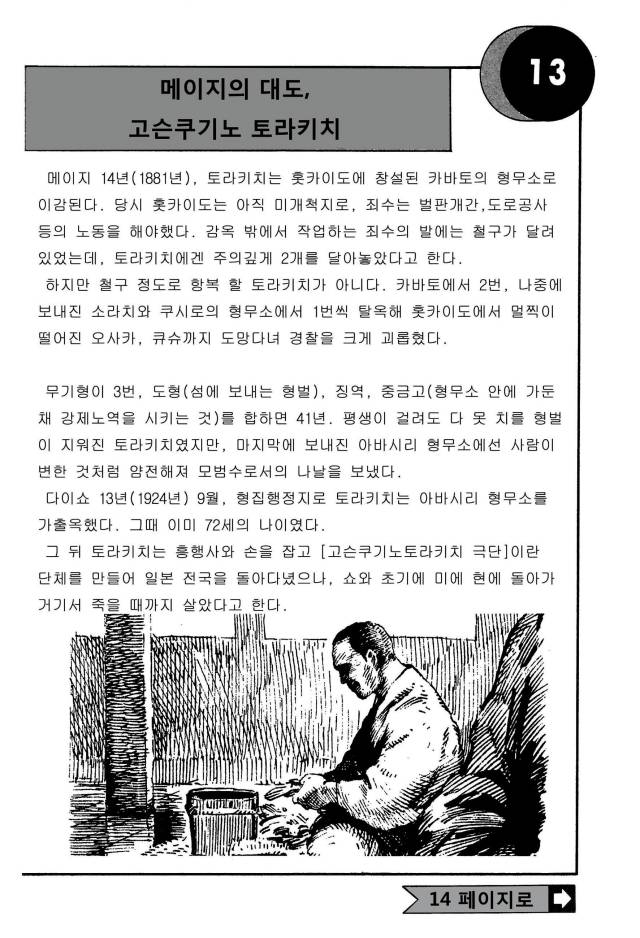 13
메이지의 대도,
고슨쿠기노 토라키치
메이지 14년(1881년), 토라키치는 홋카이도에 창설된 카바토의 형무소로
이감된다. 당시 홋카이도는 아직 미개척지로, 죄수는 벌판개간,도로공사
등의 노동을 해야했다. 감옥 밖에서 작업하는 죄수의 발에는 철구가 달려
있었는데, 토라키치에겐 주의깊게 2개를 달아놓았다고 한다.
하지만 철구 정도로 항복 할 토라키치가 아니다. 카바토에서 2번, 나중에
보내진 소라치와 쿠시로의 형무소에서 1번씩 탈옥해 홋카이도에서 멀찍이
떨어진 오사카, 큐슈까지 도망다녀 경찰을 크게 괴롭혔다.
무기형이 3번, 도형(섬에 보내는 형벌), 징역, 중금고(형무소 안에 가둔
채 강제노역을 시키는 것)를 합하면 41년. 평생이 걸려도 다 못 치를 형벌
이 지워진 토라키치였지만, 마지막에 보내진 아바시리 형무소에선 사람이
변한 것처럼 얌전해져 모범수로서의 나날을 보냈다.
다이쇼 13년(1924년) 9월, 형집행정지로 토라키치는 아바시리 형무소를
가출옥했다. 그때 이미 72세의 나이였다.
그 뒤 토라키치는 흥행사와 손을 잡고 [고슨쿠기노토라키치 극단]이란
단체를 만들어 일본 전국을 돌아다녔으나, 쇼와 초기에 미에 현에 돌아가
거기서 죽을 때까지 살았다고 한다.
14 페이지로